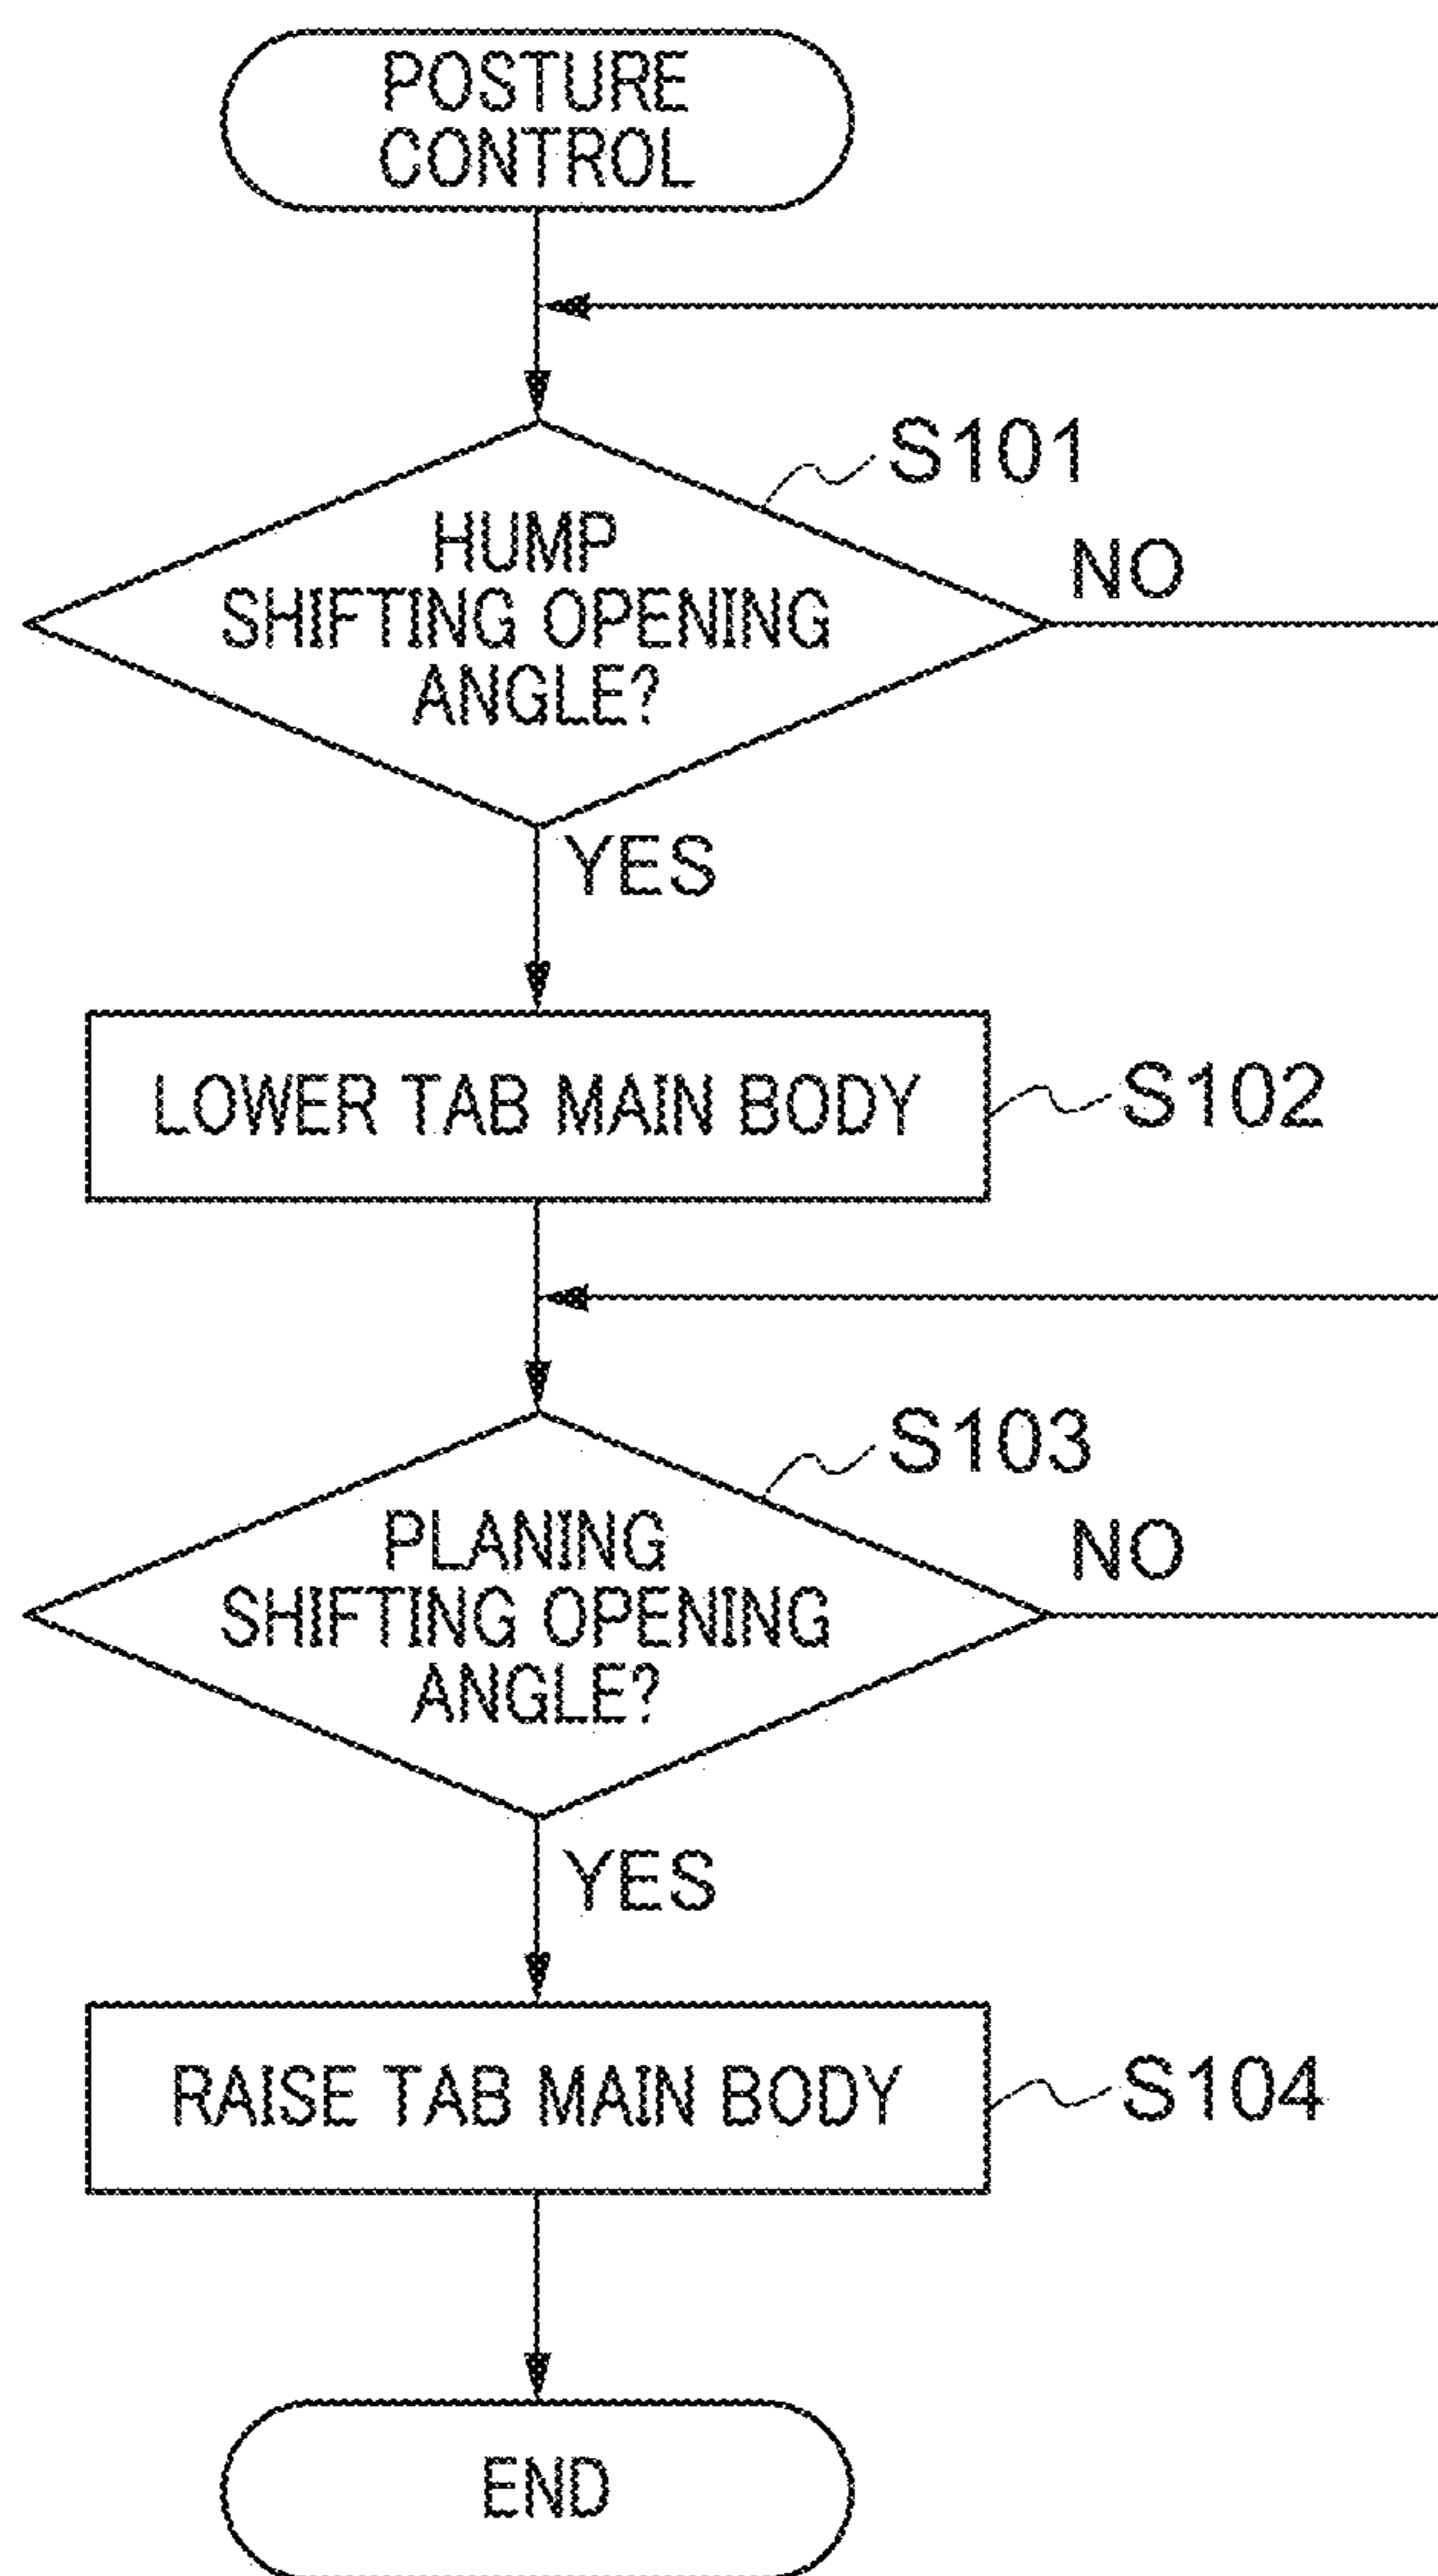 POSTURE
CONTROL
S101
HUMP
SHIFTING OPENING
ANGLE?
NO
YES
LOWER TAB MAIN BODY
S102
S103
PLANING
SHIFTING OPENING
ANGLE?
NO
YES
RAISE TAB MAIN BODY
S104
END